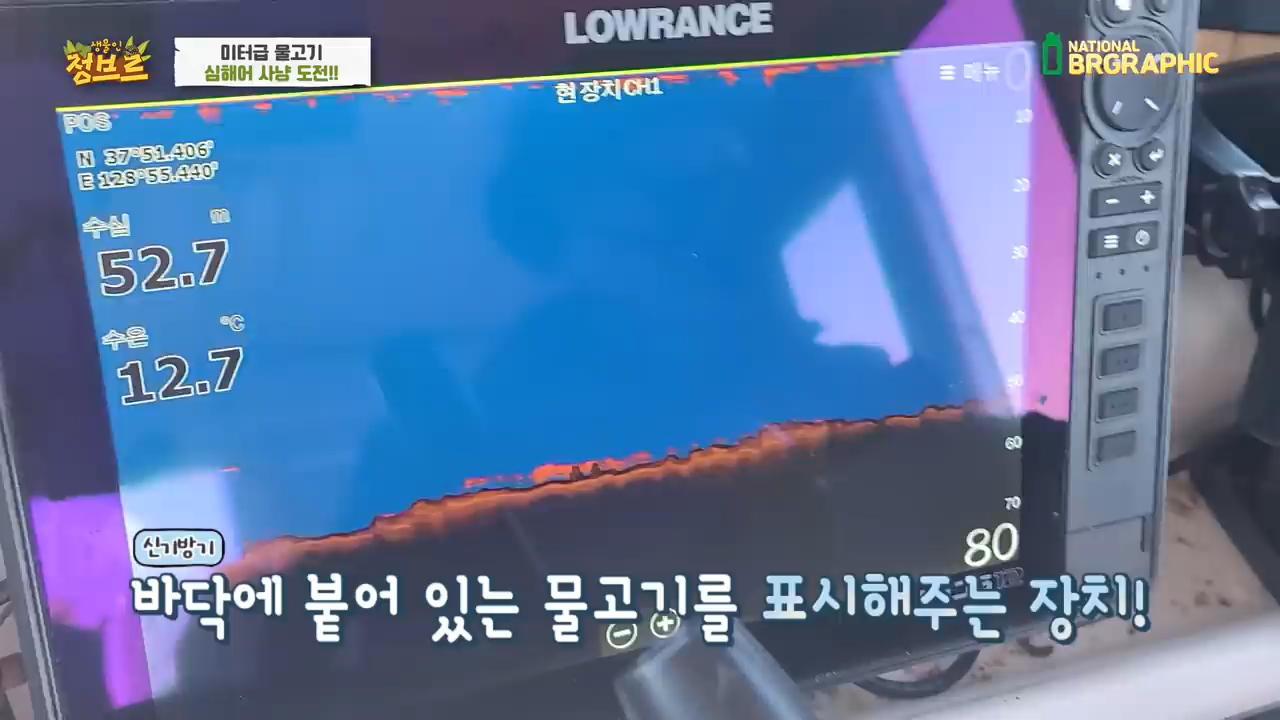 LOWRANCE
생물인
정브르
미터급 물고기
심해어 사냥 도전!!
NATIONAL
BRGRAPHIC
현 장치 CH1
메뉴
0
POS
N 37°51.406'
E 128°55.440'
수심 m
52.7
수온 °C
12.7
10
20
30
40
60
70
80
신기방기
바닥에 붙어 있는 물고기를 표시해주는 장치!